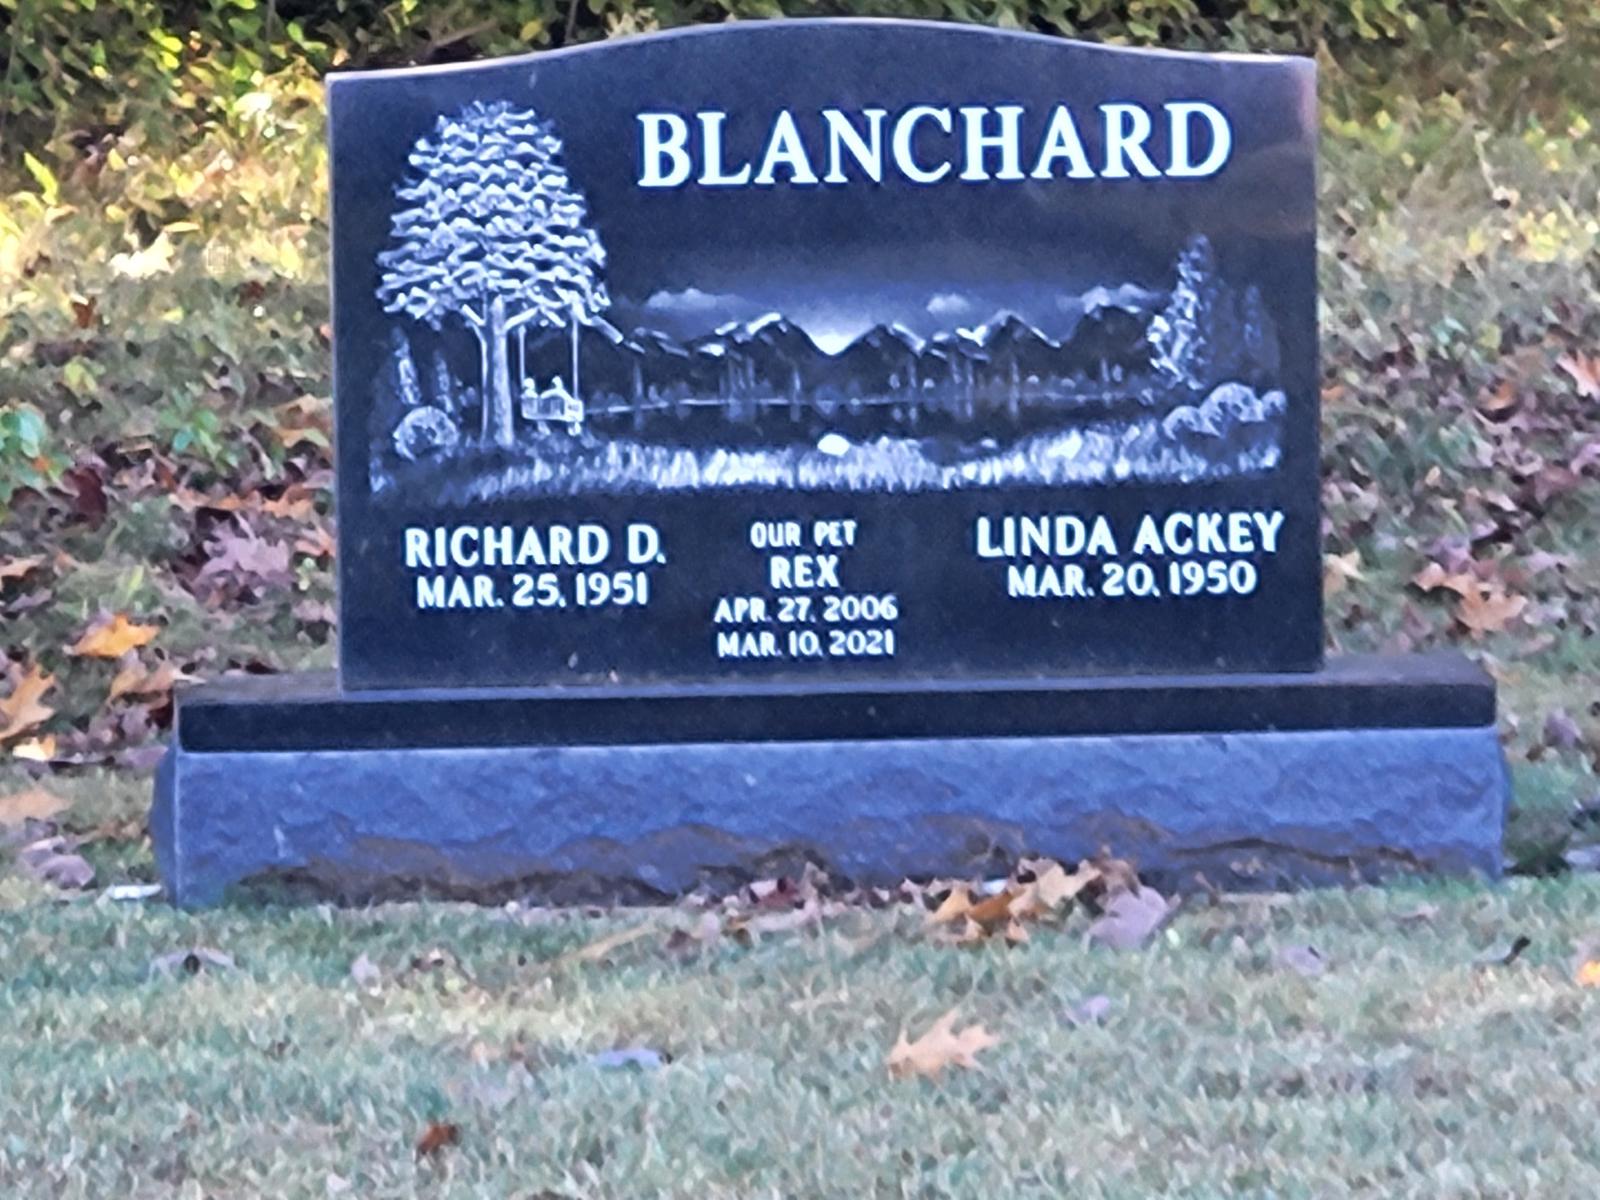 BLANCHARD
RICHARD D.
MAR. 25, 1951
OUR PET
REX
APR. 27, 2006
MAR. 10, 2021
LINDA ACKEY
MAR. 20, 1950